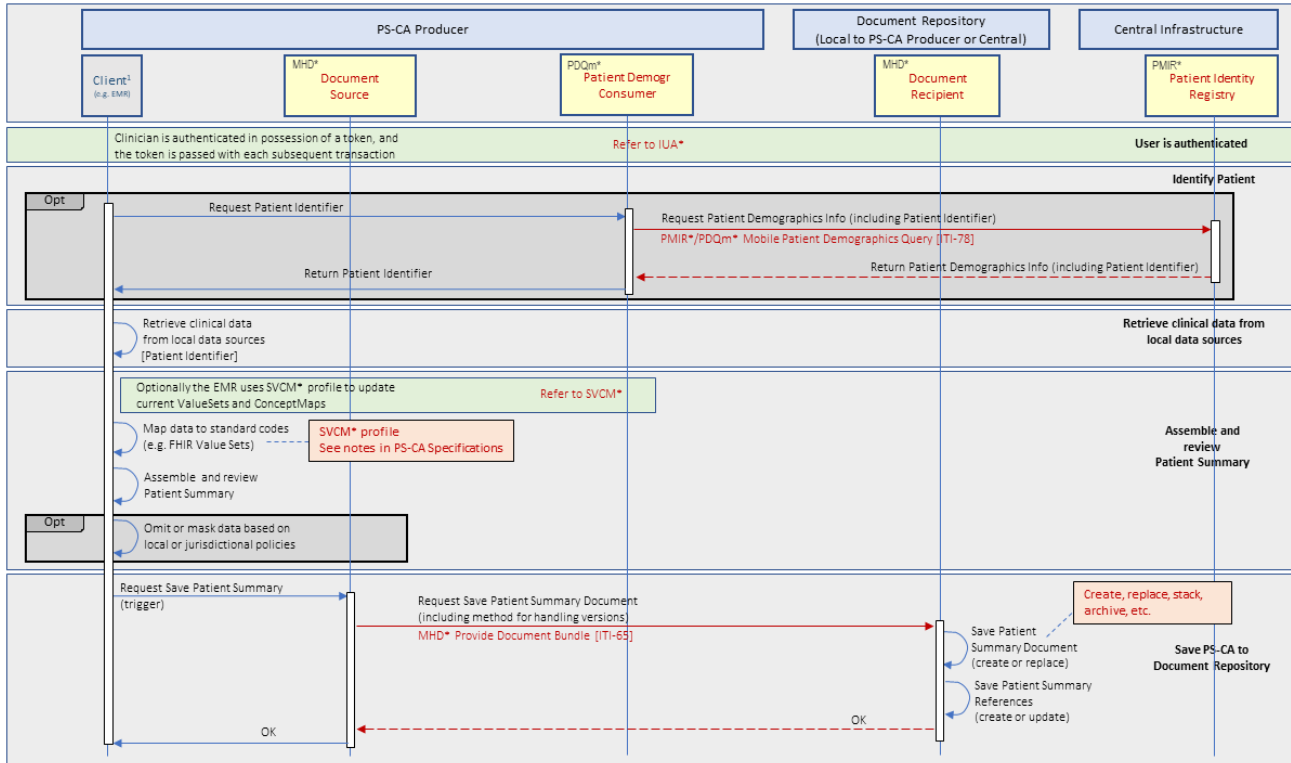 PS-CA Producer
Document Repository
(Local to PS-CA Producer or Central)
Central Infrastructure
Client¹
(e.g. EMR)
MHD*
Document
Source
PDQm*
Patient Demogr
Consumer
MHD*
Document
Recipient
PMIR*
Patient Identity
Registry
Clinician is authenticated in possession of a token, and
the token is passed with each subsequent transaction
Refer to IUA*
User is authenticated
Identify Patient
Opt
Request Patient Identifier
Request Patient Demographics Info (including Patient Identifier)
PMIR*/PDQm* Mobile Patient Demographics Query [ITI-78]
Return Patient Identifier
Return Patient Demographics Info (including Patient Identifier)
Retrieve clinical data
from local data sources
[Patient Identifier]
Retrieve clinical data from
local data sources
Optionally the EMR uses SVCM* profile to update
current ValueSets and ConceptMaps
Refer to SVCM*
Map data to standard codes
(e.g. FHIR Value Sets)
SVCM* profile
See notes in PS-CA Specifications
Assemble and
review
Patient Summary
Assemble and review
Patient Summary
Opt
Omit or mask data based on
local or jurisdictional policies
Request Save Patient Summary
(trigger)
Request Save Patient Summary Document
(including method for handling versions)
MHD* Provide Document Bundle [ITI-65]
Create, replace, stack,
archive, etc.
Save Patient
Summary Document
(create or replace)
Save PS-CA to
Document Repository
Save Patient Summary
References
(create or update)
OK
OK